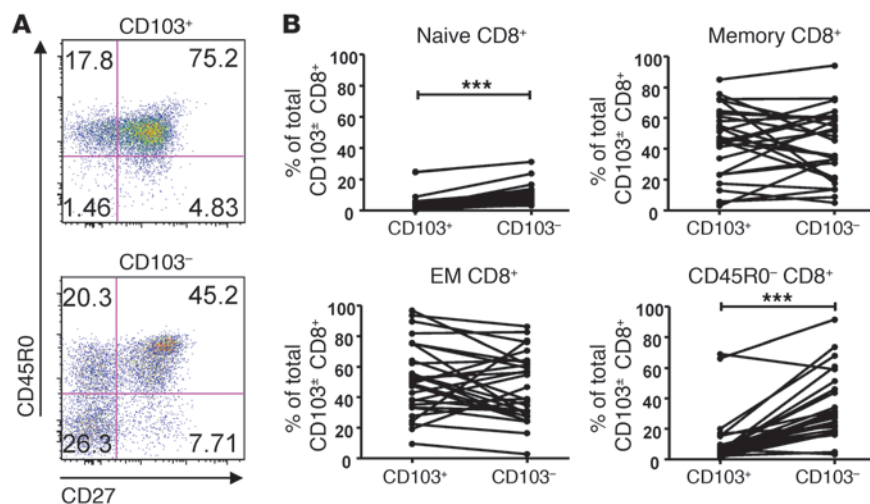 A
CD103+
17.8 75.2
1.46 4.83
CD103–
20.3 45.2
26.3 7.71
CD45R0
CD27
B
Naive CD8+
% of total
CD103± CD8+
100
80
60
40
20
0
***
CD103+ CD103–
Memory CD8+
% of total
CD103± CD8+
100
80
60
40
20
0
CD103+ CD103–
EM CD8+
% of total
CD103± CD8+
100
80
60
40
20
0
CD103+ CD103–
CD45R0– CD8+
% of total
CD103± CD8+
100
80
60
40
20
0
***
CD103+ CD103–